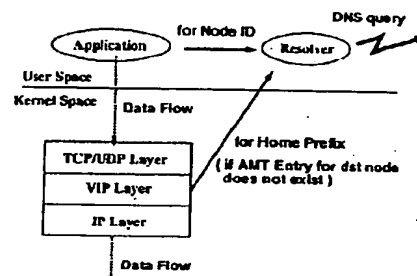 DNS query
for Node ID
Application
Resolver
User Space
Kernel Space
Data Flow
for Home Prefix
( if AMT Entry for dst node
does not exist )
TCP/UDP Layer
VIP Layer
IP Layer
Data Flow